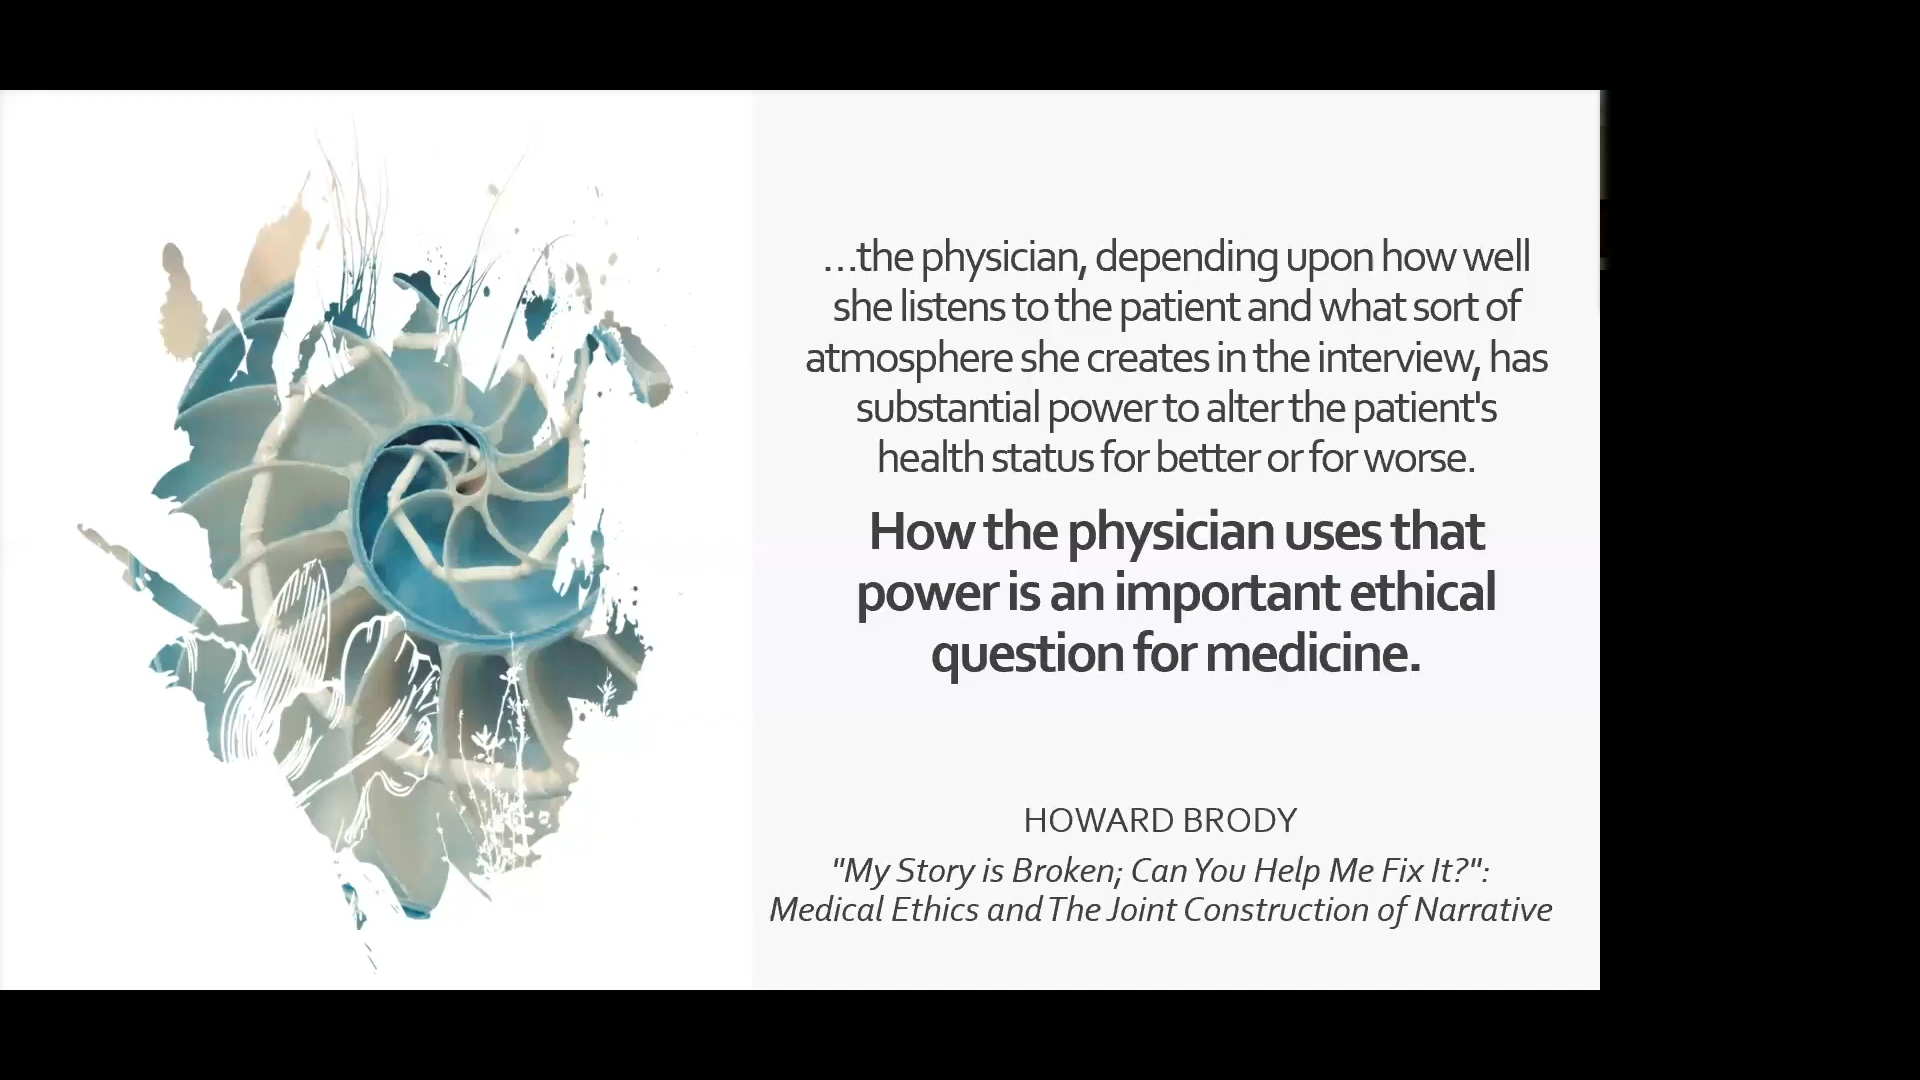 ...the physician, depending upon how well
she listens to the patient and what sort of
atmosphere she creates in the interview, has
substantial power to alter the patient's
health status for better or for worse.
How the physician uses that
power is an important ethical
question for medicine.
HOWARD BRODY
"My Story is Broken; Can You Help Me Fix It?":
Medical Ethics and The Joint Construction of Narrative